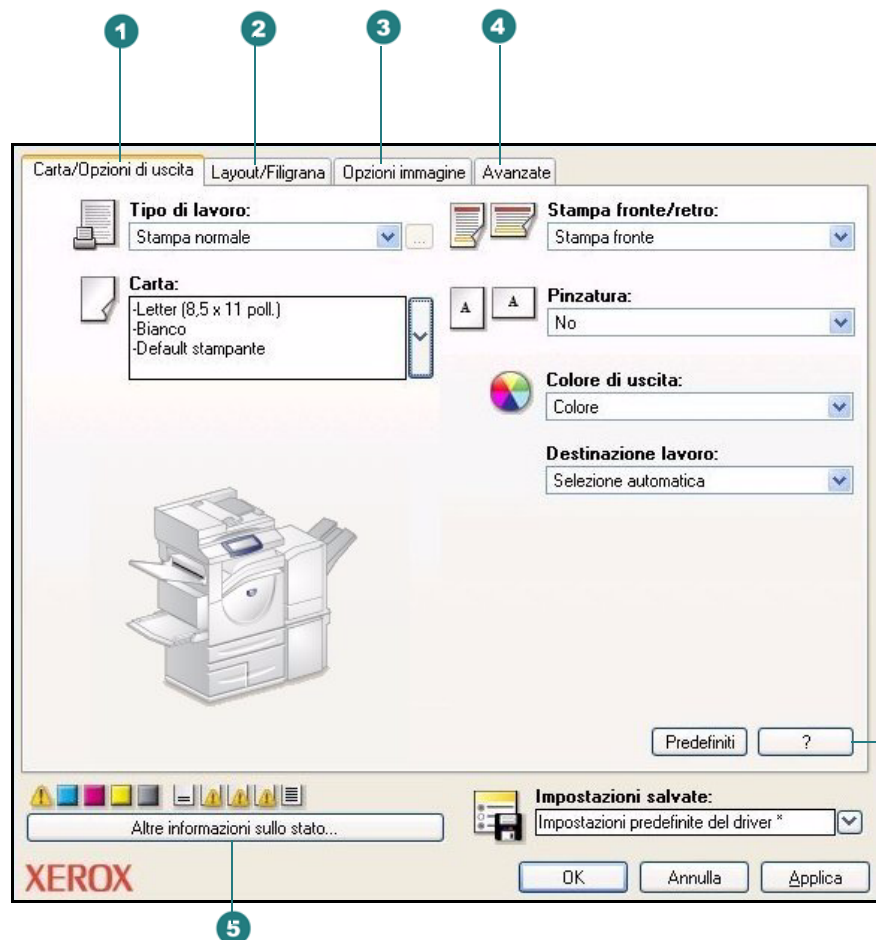 1
2
3
4
Carta/Opzioni di uscita
Layout/Filigrana
Opzioni immagine
Avanzate
Tipo di lavoro:
Stampa normale
...
Carta:
-Letter (8,5 x 11 poll.)
-Bianco
-Default stampante
Stampa fronte/retro:
Stampa fronte
A
A
Pinzatura:
No
Colore di uscita:
Colore
Destinazione lavoro:
Selezione automatica
Predefiniti
?
Altre informazioni sullo stato...
Impostazioni salvate:
Impostazioni predefinite del driver *
XEROX
OK
Annulla
Applica
5